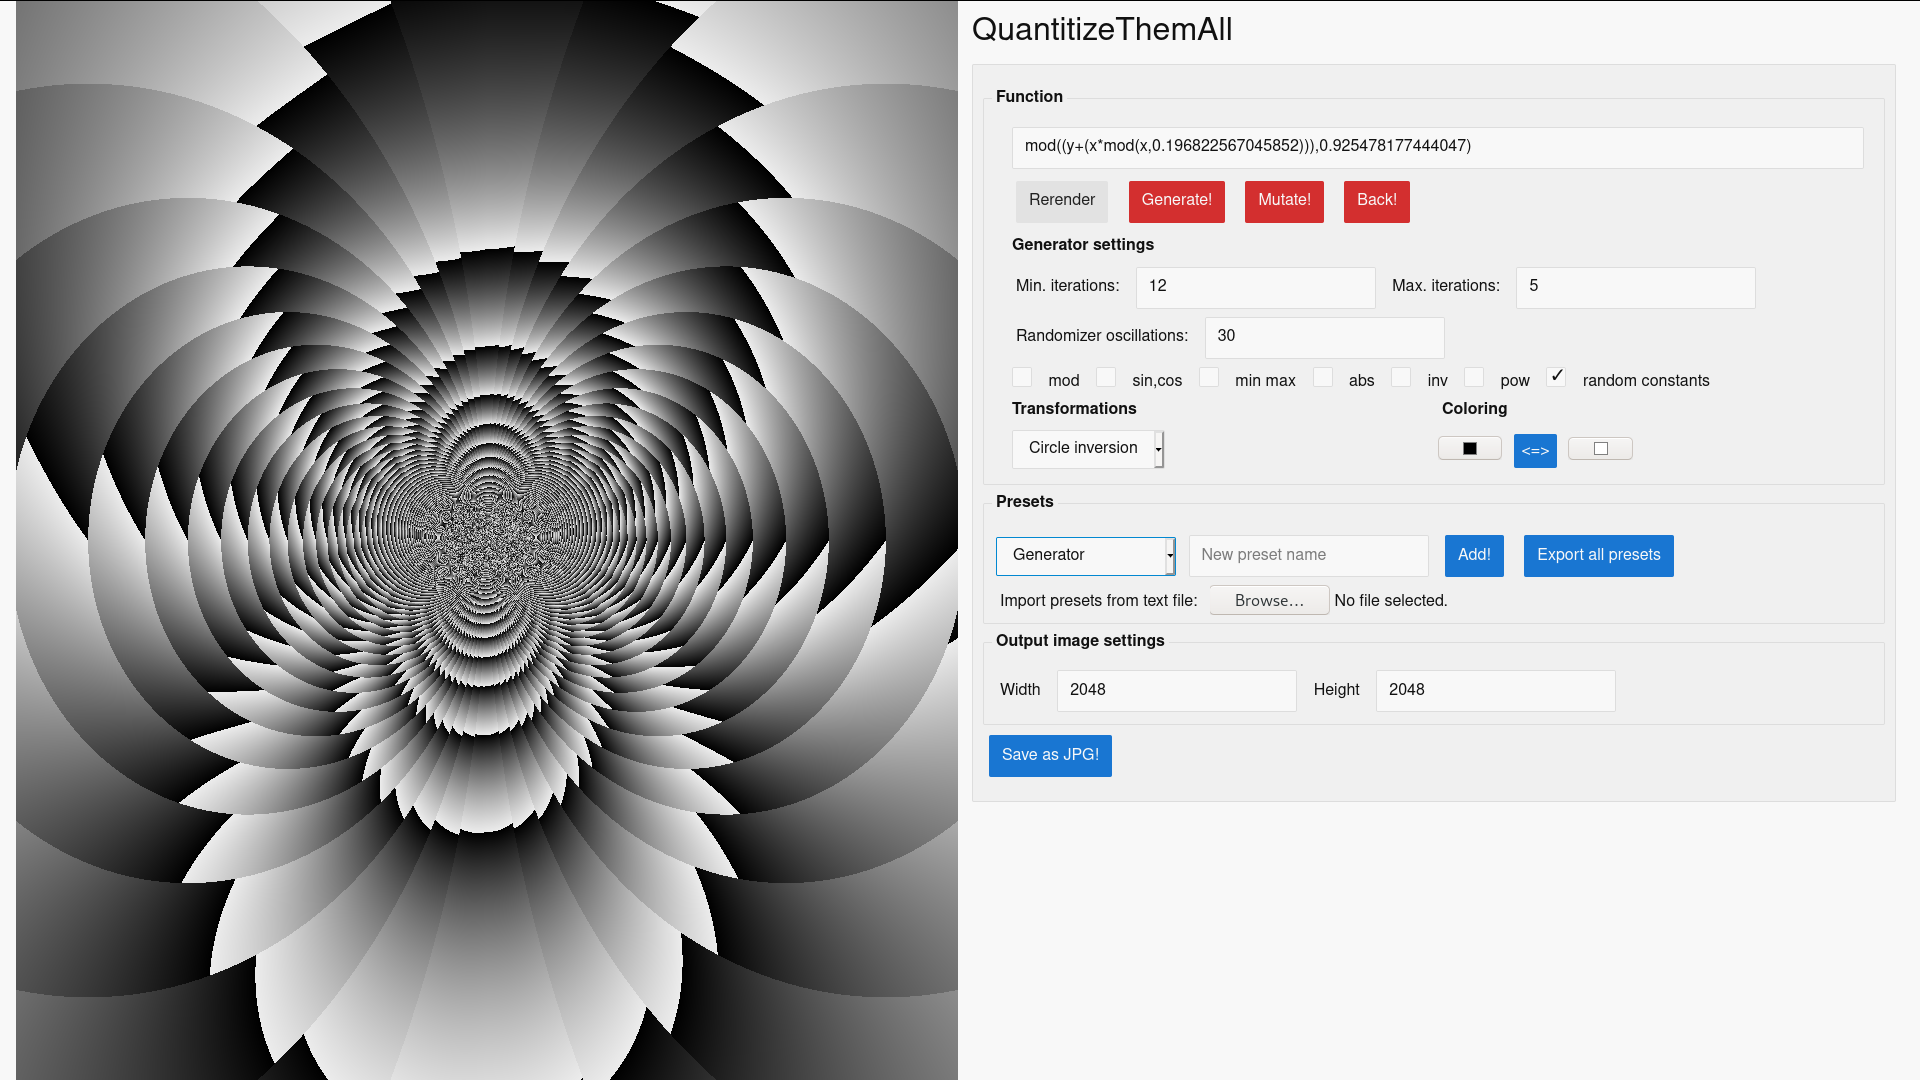 QuantitizeThemAll
Function
mod((y+(x*mod(x,0.196822567045852))),0.925478177444047)
Rerender Generate! Mutate! Back!
Generator settings
Min. iterations: 12 Max. iterations: 5
Randomizer oscillations: 30
mod sin,cos min max abs inv pow random constants
Transformations Coloring
Circle inversion <=>
Presets
Generator New preset name Add! Export all presets
Import presets from text file: Browse... No file selected.
Output image settings
Width 2048 Height 2048
Save as JPG!